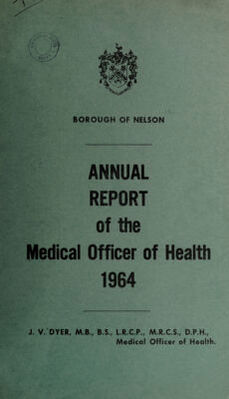 BOROUGH OF NELSON
ANNUAL
REPORT
of the
Medical Officer of Health
1964
J. V. DYER, M.B., B.S., L.R.C.P., M.R.C.S., D.P.H.,
Medical Officer of Health.